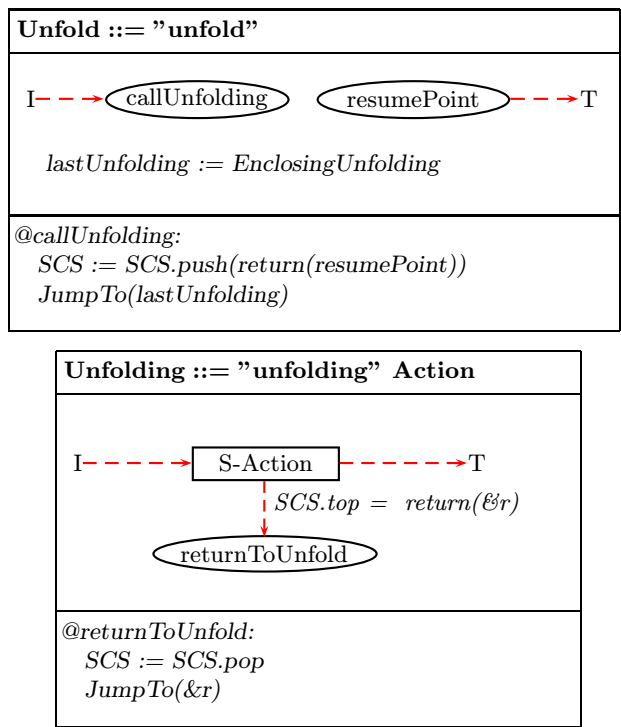 Unfold ::= ”unfold”
I callUnfolding resumePoint T
lastUnfolding := EnclosingUnfolding
@callUnfolding:
SCS := SCS.push(return(resumePoint))
JumpTo(lastUnfolding)
Unfolding ::= ”unfolding” Action
I S-Action T
SCS.top = return(&r)
returnToUnfold
@returnToUnfold:
SCS := SCS.pop
JumpTo(&r)